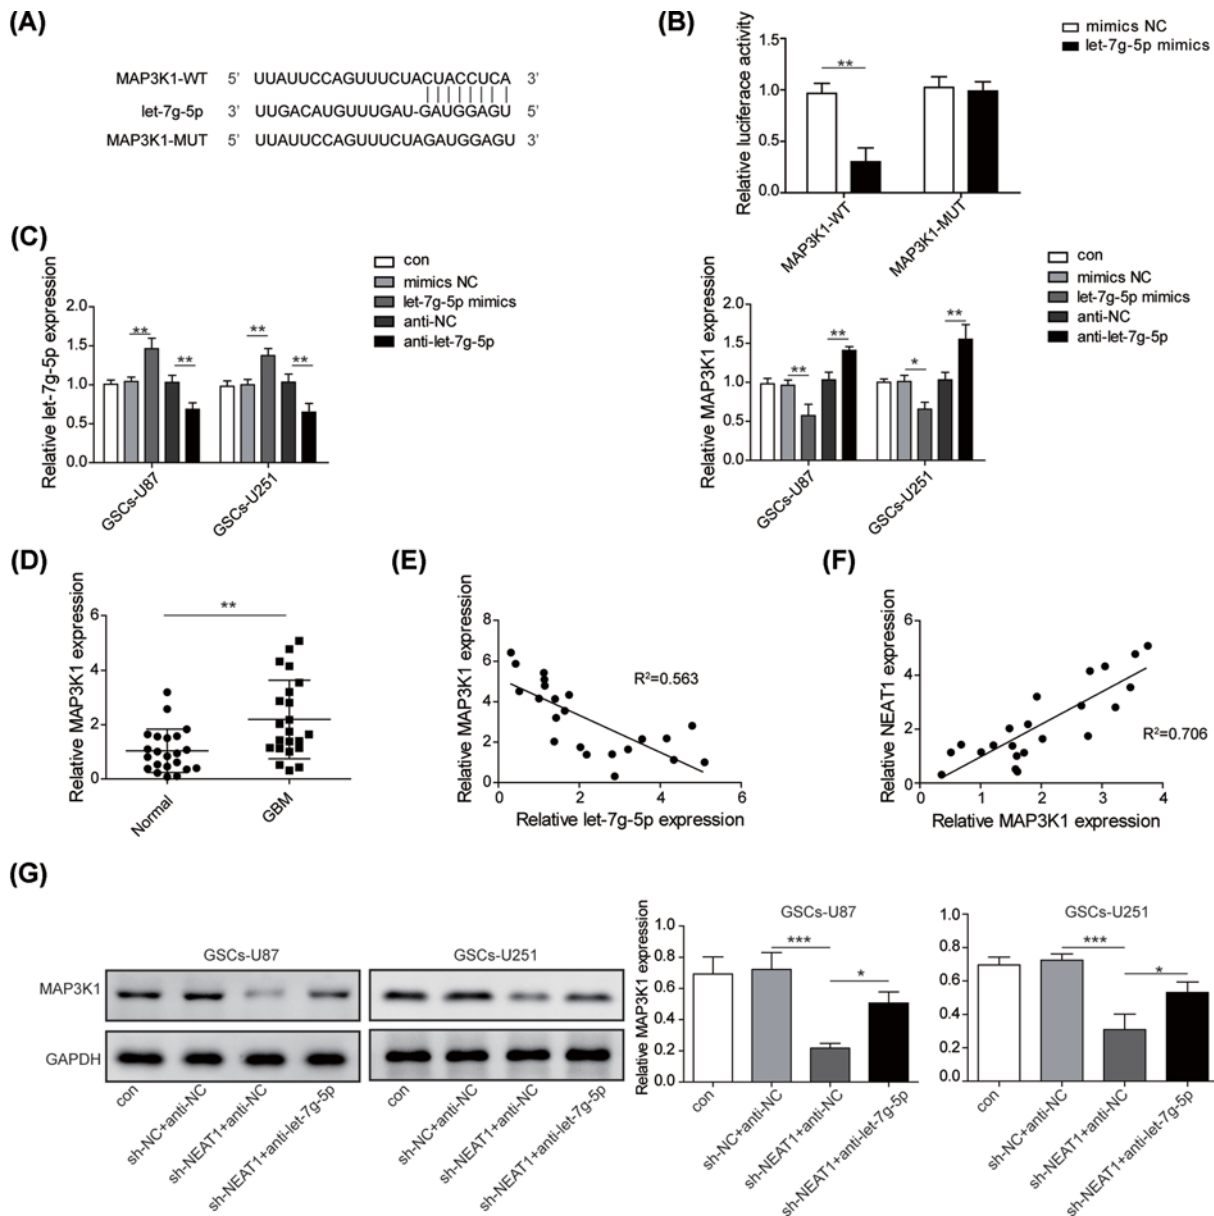 (A)
MAP3K1-WT 5' UUAUUCCAGUUUCUACUACCUCA 3'
let-7g-5p 3' UUGACAUGUUUGAU-GAUGGAGU 5'
MAP3K1-MUT 5' UUAUUCCAGUUUCUAGAUGGAGU 3'
(B)
mimics NC
let-7g-5p mimics
Relative luciferace activity
1.5
1.0
0.5
0.0
**
MAP3K1-WT
MAP3K1-MUT
(C)
con
mimics NC
let-7g-5p mimics
anti-NC
anti-let-7g-5p
Relative let-7g-5p expression
2.0
1.5
1.0
0.5
0.0
** ** ** **
GSCs-U87
GSCs-U251
con
mimics NC
let-7g-5p mimics
anti-NC
anti-let-7g-5p
Relative MAP3K1 expression
2.0
1.5
1.0
0.5
0.0
** ** * **
GSCs-U87
GSCs-U251
(D)
Relative MAP3K1 expression
6
4
2
0
**
Normal
GBM
(E)
Relative MAP3K1 expression
8
6
4
2
0
R²=0.563
0 2 4 6
Relative let-7g-5p expression
(F)
Relative NEAT1 expression
6
4
2
0
R²=0.706
0 1 2 3 4
Relative MAP3K1 expression
(G)
GSCs-U87
GSCs-U251
MAP3K1
GAPDH
con
sh-NC+anti-NC
sh-NEAT1+anti-NC
sh-NEAT1+anti-let-7g-5p
con
sh-NC+anti-NC
sh-NEAT1+anti-NC
sh-NEAT1+anti-let-7g-5p
GSCs-U87
Relative MAP3K1 expression
1.0
0.8
0.6
0.4
0.2
0.0
***
*
con
sh-NC+anti-NC
sh-NEAT1+anti-NC
sh-NEAT1+anti-let-7g-5p
GSCs-U251
1.0
0.8
0.6
0.4
0.2
0.0
***
*
con
sh-NC+anti-NC
sh-NEAT1+anti-NC
sh-NEAT1+anti-let-7g-5p